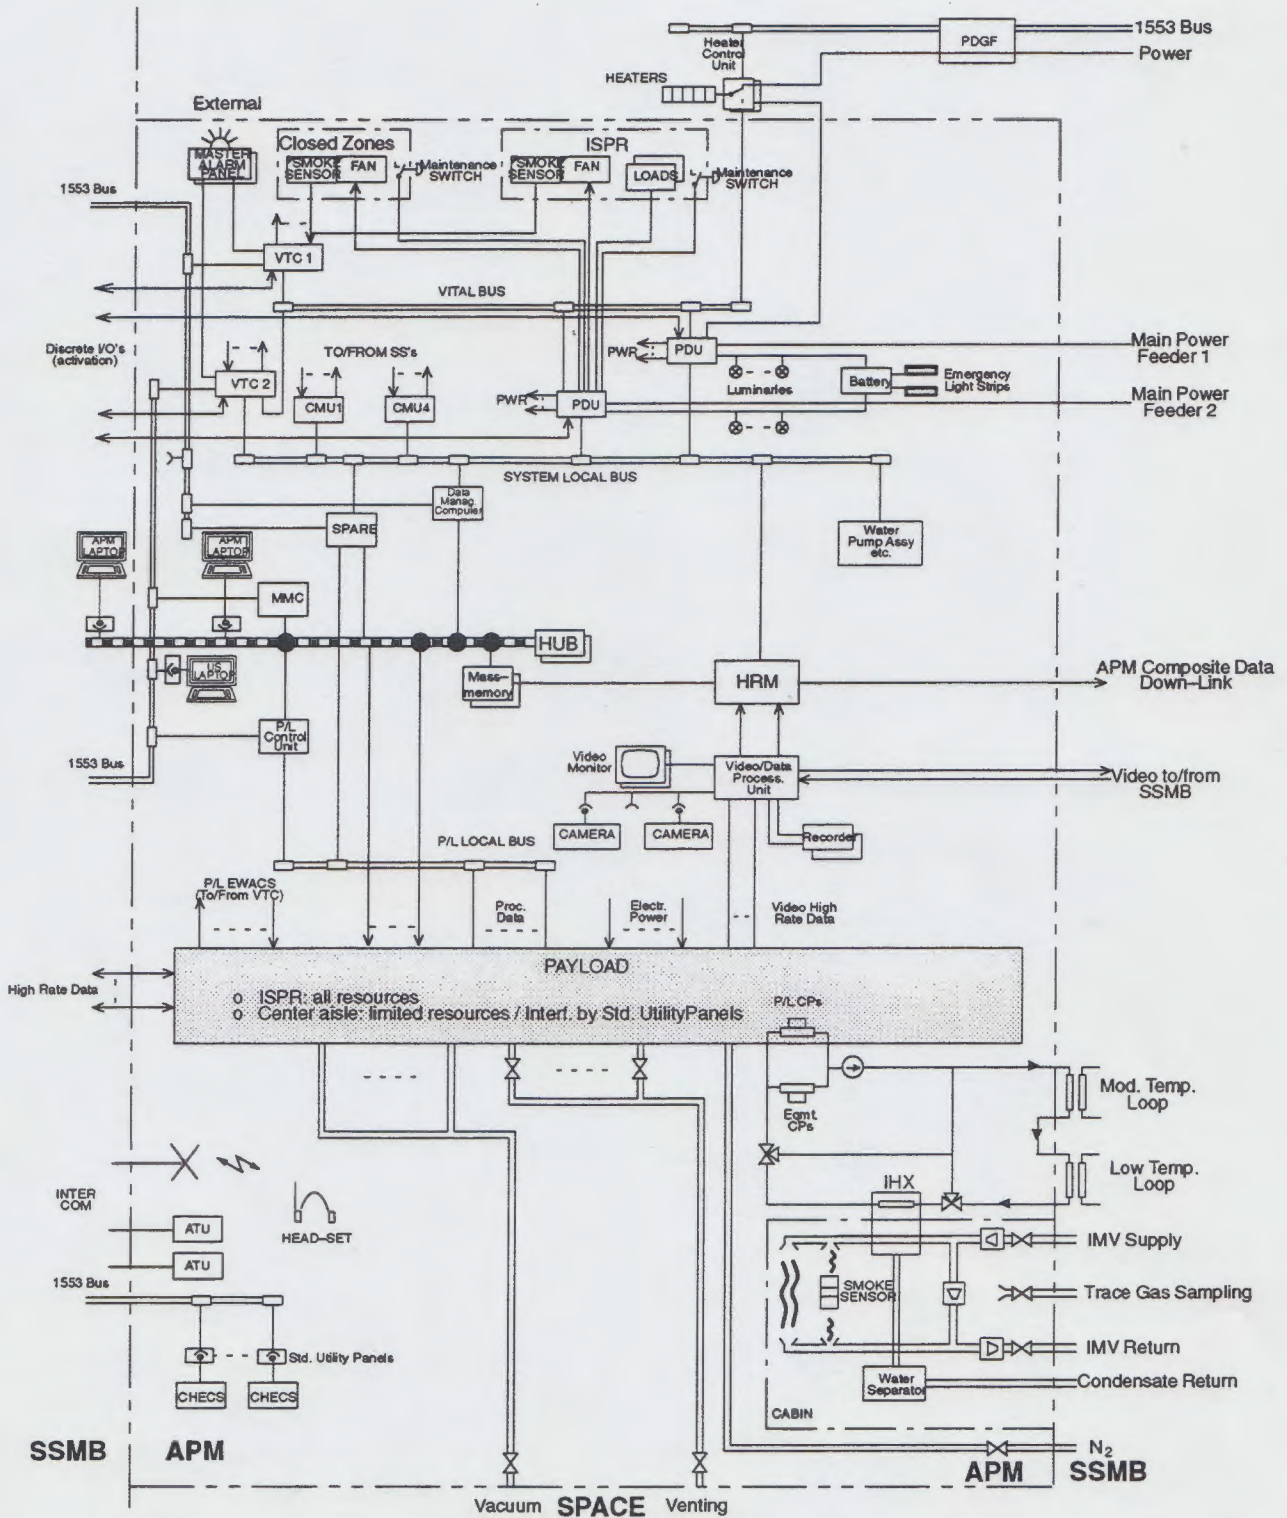 1553 Bus
PDGF
Power
Heater
Control
Unit
HEATERS
External
MASTER
ALARM
PANEL
Closed Zones
SMOKE
SENSOR
FAN
Maintenance
SWITCH
ISPR
SMOKE
SENSOR
FAN
LOADS
Maintenance
SWITCH
1553 Bus
VTC 1
VITAL BUS
Discrete I/O's
(activation)
TO/FROM SS's
PWR
PDU
Main Power
Feeder 1
VTC 2
CMU1
CMU4
PWR
PDU
Luminaries
Battery
Emergency
Light Strips
Main Power
Feeder 2
SYSTEM LOCAL BUS
Data
Manag.
Computer
SPARE
Water
Pump Assy
etc.
APM
LAPTOP
APM
LAPTOP
MMC
HUB
US
LAPTOP
Mass–
memory
HRM
APM Composite Data
Down–Link
P/L
Control
Unit
1553 Bus
Video
Monitor
Video/Data
Process.
Unit
Video to/from
SSMB
CAMERA
CAMERA
Recorder
P/L LOCAL BUS
P/L EWACS
(To/From VTC)
Proc.
Data
Electr.
Power
Video High
Rate Data
PAYLOAD
High Rate Data
o ISPR: all resources
o Center aisle: limited resources / Interf. by Std. UtilityPanels
P/L CPs
Eqmt.
CPs
Mod. Temp.
Loop
Low Temp.
Loop
INTER
COM
ATU
HEAD–SET
ATU
IHX
IMV Supply
1553 Bus
SMOKE
SENSOR
Trace Gas Sampling
IMV Return
Std. Utility Panels
CHECS
CHECS
Water
Separator
Condensate Return
CABIN
SSMB
APM
N2
APM
SSMB
Vacuum
SPACE
Venting